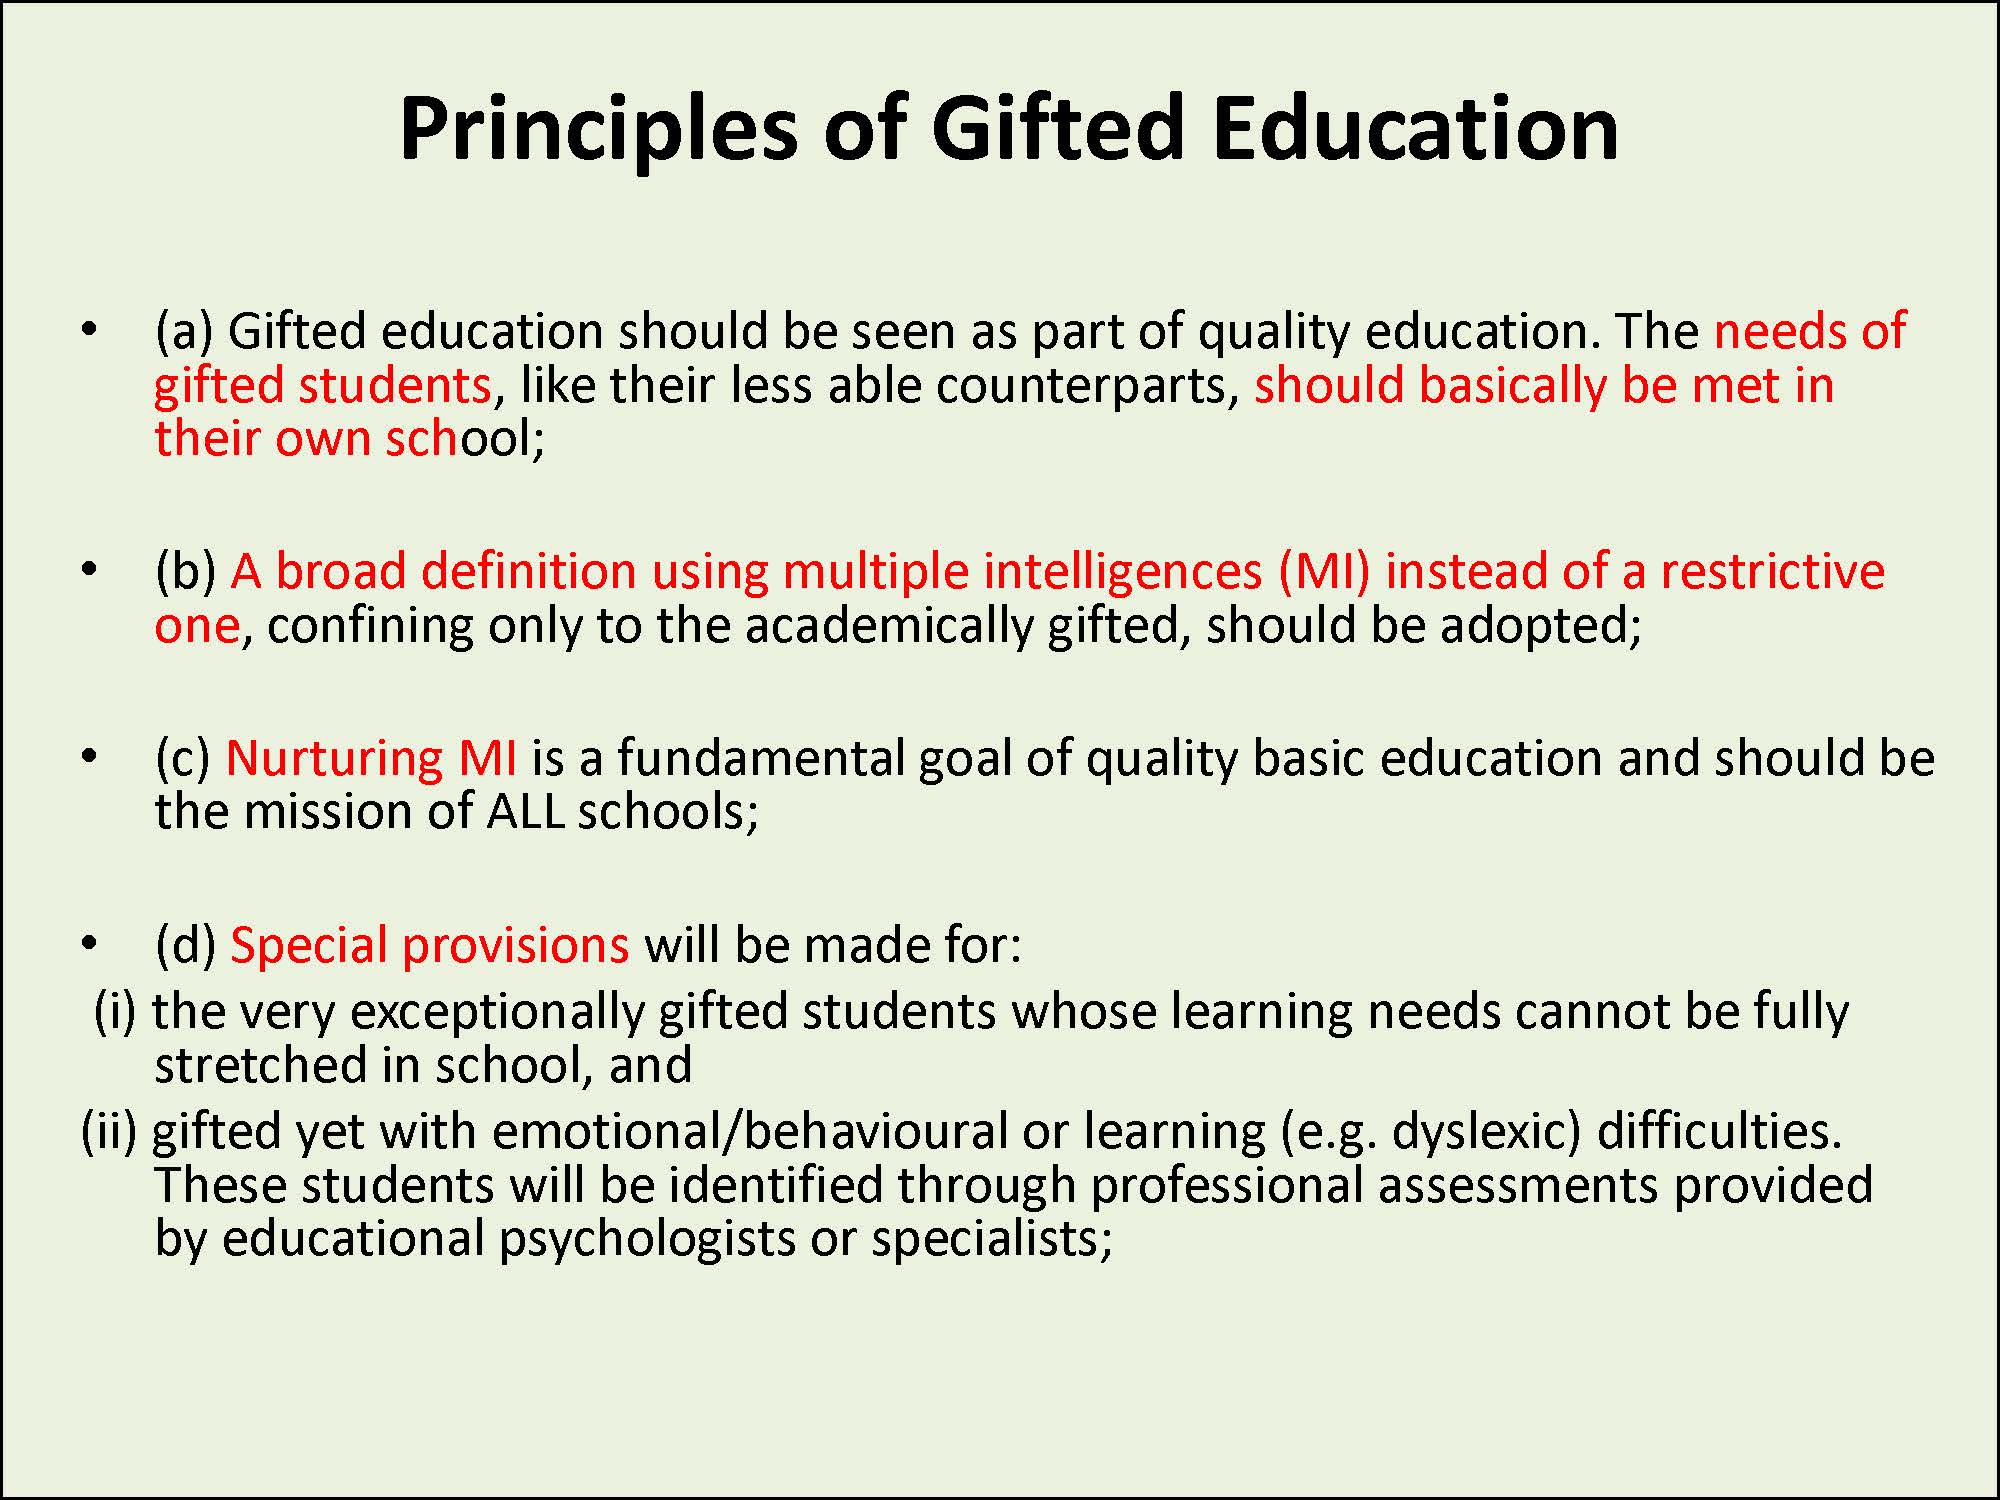 Principles of Gifted Education
• (a) Gifted education should be seen as part of quality education. The needs of
gifted students, like their less able counterparts, should basically be met in
their own school;
• (b) A broad definition using multiple intelligences (MI) instead of a restrictive
one, confining only to the academically gifted, should be adopted;
• (c) Nurturing MI is a fundamental goal of quality basic education and should be
the mission of ALL schools;
• (d) Special provisions will be made for:
(i) the very exceptionally gifted students whose learning needs cannot be fully
stretched in school, and
(ii) gifted yet with emotional/behavioural or learning (e.g. dyslexic) difficulties.
These students will be identified through professional assessments provided
by educational psychologists or specialists;